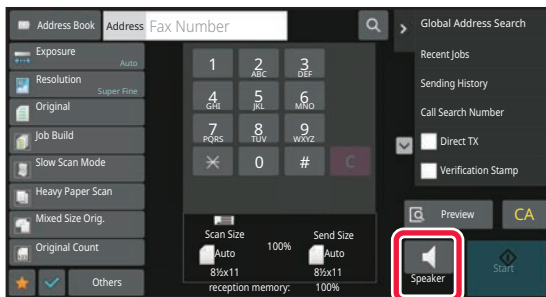 Address Book
Address
Fax Number
Global Address Search
Exposure
Auto
Resolution
Super Fine
Original
Job Build
Slow Scan Mode
Heavy Paper Scan
Mixed Size Orig.
Original Count
Others
1
2
ABC
3
DEF
4
GHI
5
JKL
6
MNO
7
PQRS
8
TUV
9
WXYZ
0
#
C
Scan Size
Send Size
Auto
100%
Auto
8½x11
8½x11
reception memory: 100%
Recent Jobs
Sending History
Call Search Number
Direct TX
Verification Stamp
Preview
CA
Speaker
Start